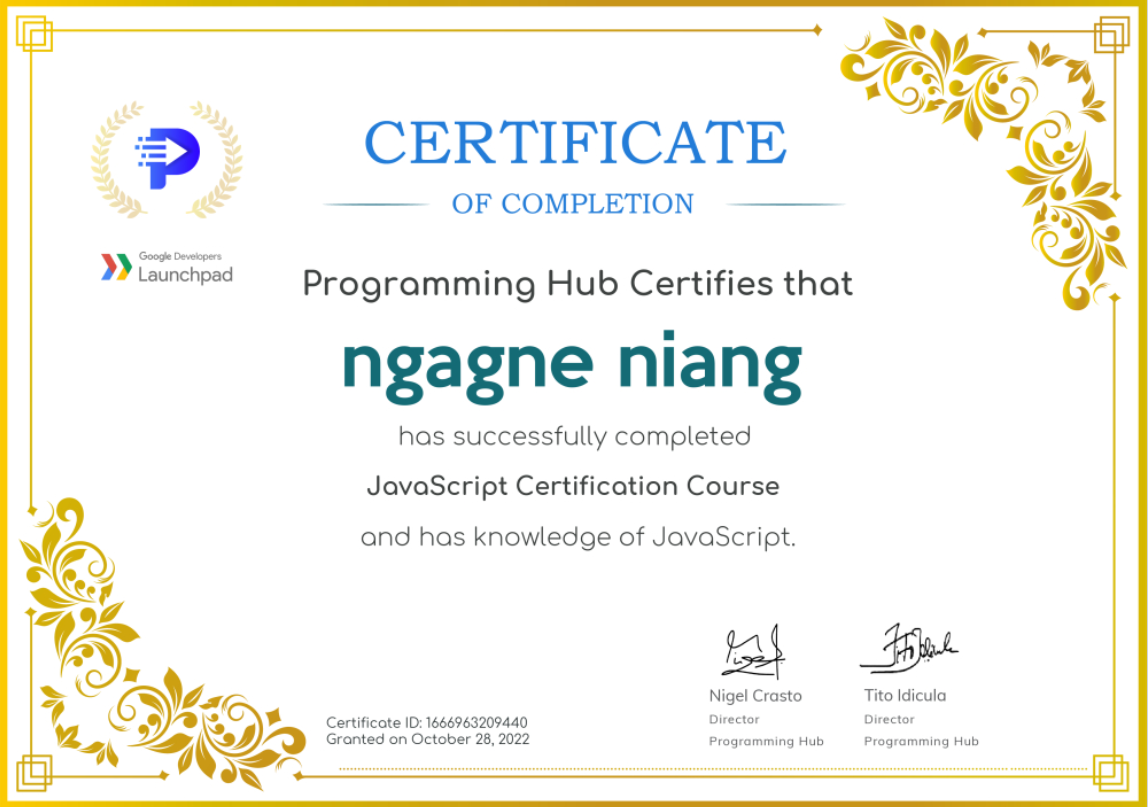 CERTIFICATE
OF COMPLETION
Google Developers
Launchpad
Programming Hub Certifies that
ngagne niang
has successfully completed
JavaScript Certification Course
and has knowledge of JavaScript.
Nigel Crasto
Director
Programming Hub
Tito Idicula
Director
Programming Hub
Certificate ID: 1666963209440
Granted on October 28, 2022